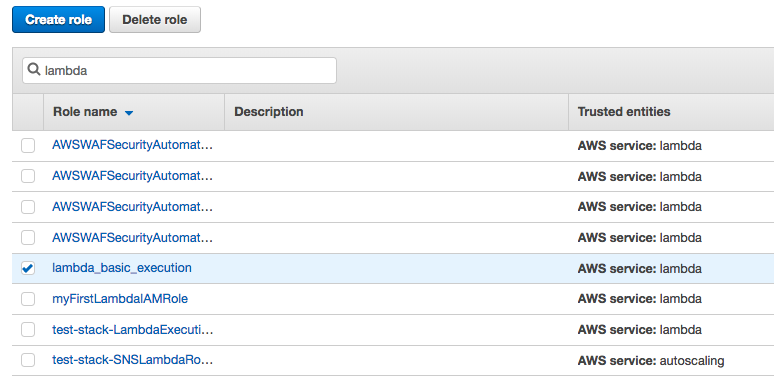 Create role Delete role
lambda
Role name Description Trusted entities
AWSWAFSecurityAutomat... AWS service: lambda
AWSWAFSecurityAutomat... AWS service: lambda
AWSWAFSecurityAutomat... AWS service: lambda
AWSWAFSecurityAutomat... AWS service: lambda
lambda_basic_execution AWS service: lambda
myFirstLambdaIAMRole AWS service: lambda
test-stack-LambdaExecuti... AWS service: lambda
test-stack-SNSLambdaRo... AWS service: autoscaling